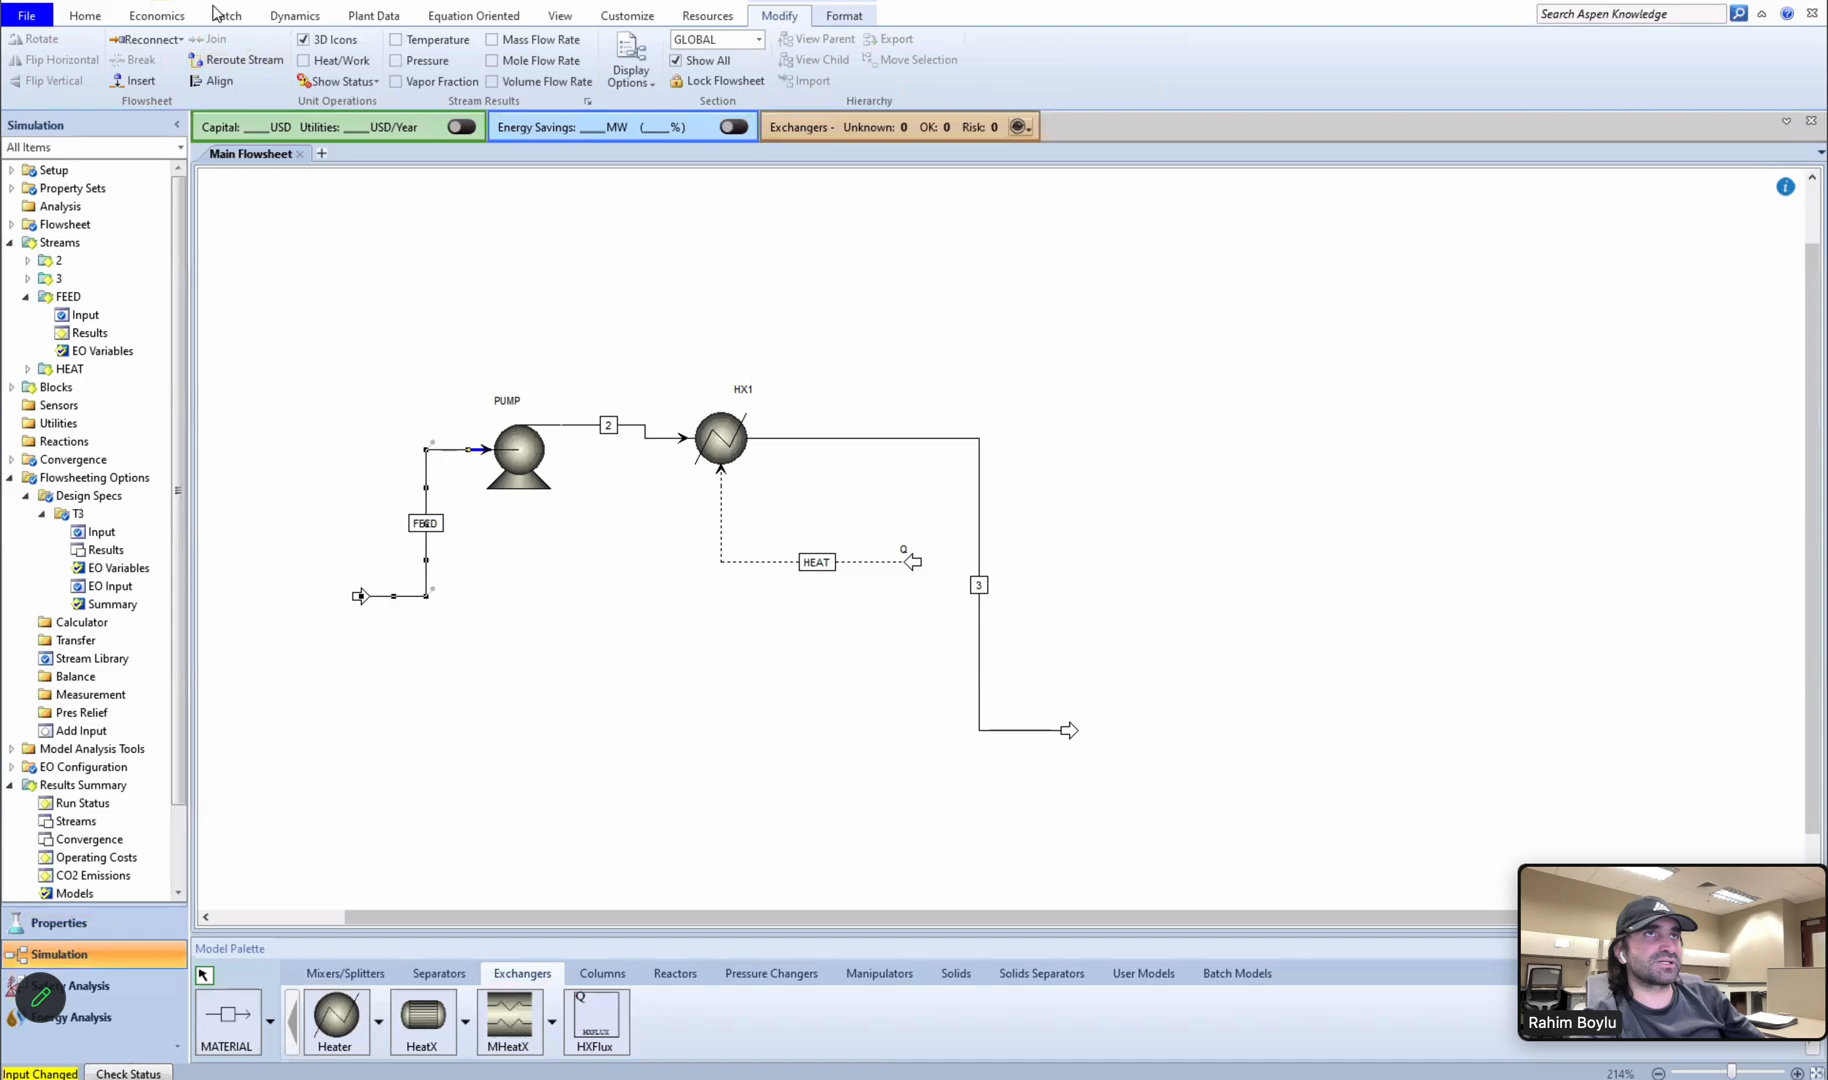 File Home Economics Batch Dynamics Plant Data Equation Oriented View Customize Resources Modify Format Search Aspen Knowledge
Rotate Reconnect Join 3D Icons Temperature Mass Flow Rate GLOBAL View Parent Export
Flip Horizontal Break Reroute Stream Heat/Work Pressure Mole Flow Rate Display Options Show All View Child Move Selection
Flip Vertical Insert Align Show Status Vapor Fraction Volume Flow Rate Lock Flowsheet Import
Flowsheet Unit Operations Stream Results Section Hierarchy
Simulation
Capital: ____USD Utilities: ____USD/Year Energy Savings: ____MW (____%) Exchangers - Unknown: 0 OK: 0 Risk: 0
All Items
Main Flowsheet
Setup
Property Sets
Analysis
Flowsheet
Streams
2
3
FEED
Input
Results
EO Variables
HEAT
Blocks
Sensors
Utilities
Reactions
Convergence
Flowsheeting Options
Design Specs
T3
Input
Results
EO Variables
EO Input
Summary
Calculator
Transfer
Stream Library
Balance
Measurement
Pres Relief
Add Input
Model Analysis Tools
EO Configuration
Results Summary
Run Status
Streams
Convergence
Operating Costs
CO2 Emissions
Models
Properties
Simulation
Safety Analysis
Energy Analysis
Input Changed Check Status
HX1
PUMP
2
FEED
Q
HEAT
3
Model Palette
Mixers/Splitters Separators Exchangers Columns Reactors Pressure Changers Manipulators Solids Solids Separators User Models Batch Models
Q
HXFLUX
MATERIAL Heater HeatX MHeatX HXFlux
Rahim Boylu
214%